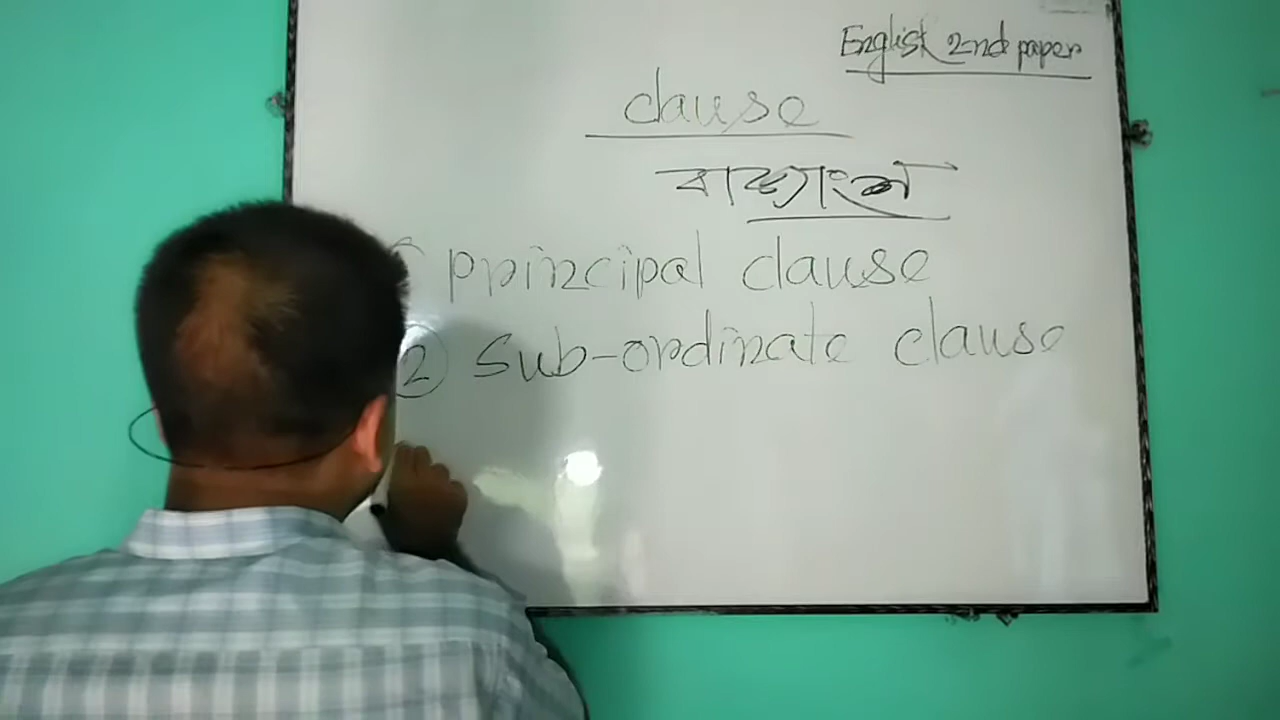 English 2nd paper
clause
বাক্যাংশ
principal clause
② sub-ordinate clause